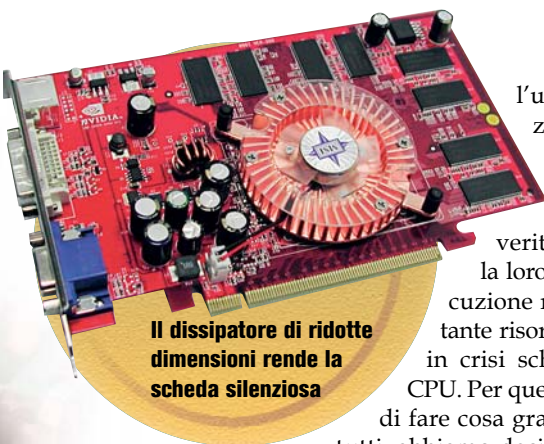 NVIDIA
MSI
Il dissipatore di ridotte
dimensioni rende la
scheda silenziosa
l'u
z
verit
la loro
cuzione r
tante risor
in crisi sch
CPU. Per que
di fare cosa gra